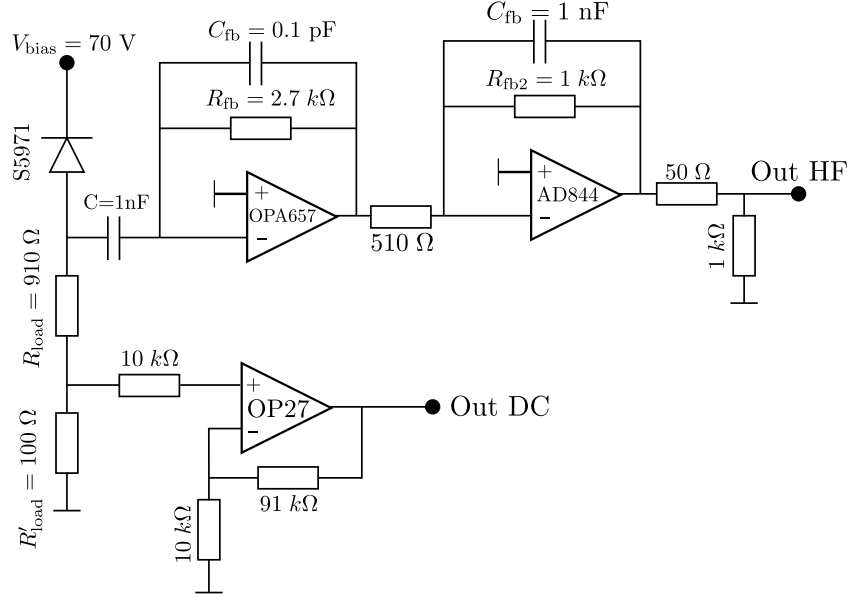 C_fb = 1 nF
C_fb = 0.1 pF
V_bias = 70 V
R_fb2 = 1 kΩ
R_fb = 2.7 kΩ
S5971
+
OPA657
−
+
AD844
−
50 Ω
Out HF
C=1nF
510 Ω
1 kΩ
R_load = 910 Ω
10 kΩ
+
OP27
−
Out DC
R′_load = 100 Ω
91 kΩ
10 kΩ